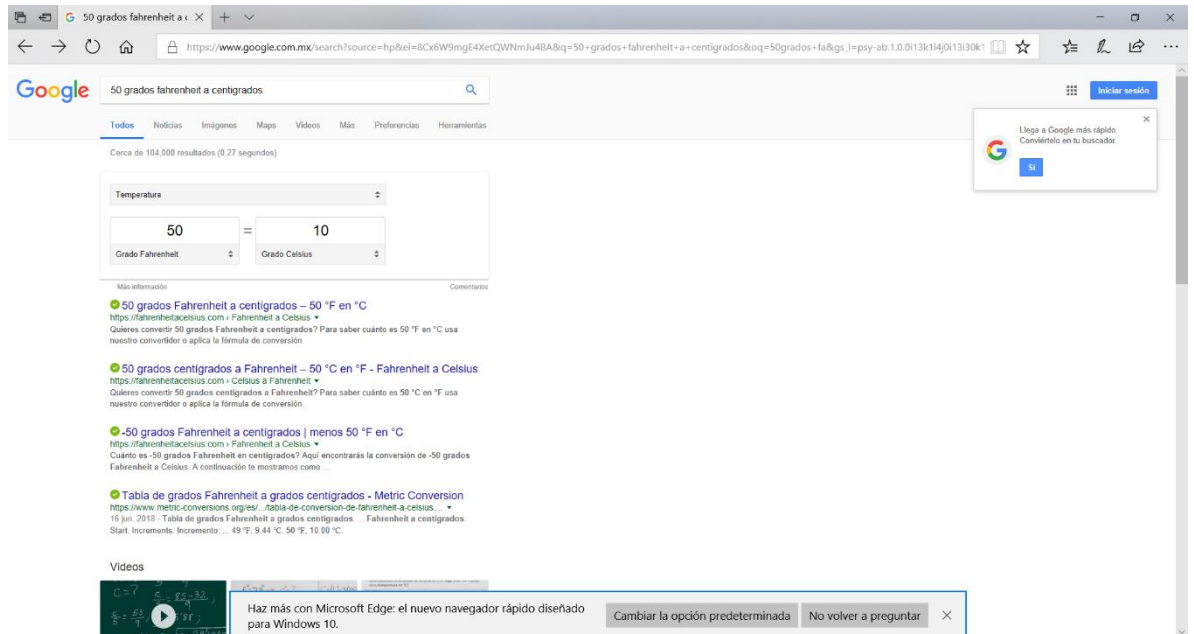 50 grados fahrenheit a c
https://www.google.com.mx/search?source=hp&ei=8Cx6W9mgE4XetQWNmJu4BA&q=50+grados+fahrenheit+a+centigrados&oq=50grados+fa&gs_l=psy-ab.1.0.0i13k1l4j0i13i30k1
Google
50 grados fahrenheit a centigrados
Iniciar sesión
Todos Noticias Imágenes Maps Videos Más Preferencias Herramientas
Llega a Google más rápido.
Conviértelo en tu buscador.
Sí
Cerca de 104,000 resultados (0.27 segundos)
Temperatura
50 = 10
Grado Fahrenheit Grado Celsius
Más información Comentarios
50 grados Fahrenheit a centígrados – 50 °F en °C
https://fahrenheitacelsius.com › Fahrenheit a Celsius
Quieres convertir 50 grados Fahrenheit a centígrados? Para saber cuánto es 50 °F en °C usa
nuestro convertidor o aplica la fórmula de conversión.
50 grados centígrados a Fahrenheit – 50 °C en °F - Fahrenheit a Celsius
https://fahrenheitacelsius.com › Celsius a Fahrenheit
Quieres convertir 50 grados centígrados a Fahrenheit? Para saber cuánto es 50 °C en °F usa
nuestro convertidor o aplica la fórmula de conversión.
-50 grados Fahrenheit a centígrados | menos 50 °F en °C
https://fahrenheitacelsius.com › Fahrenheit a Celsius
Cuánto es -50 grados Fahrenheit en centígrados? Aquí encontrarás la conversión de -50 grados
Fahrenheit a Celsius. A continuación te mostramos como ...
Tabla de grados Fahrenheit a grados centígrados - Metric Conversion
https://www.metric-conversions.org/es/.../tabla-de-conversion-de-fahrenheit-a-celsius....
16 jun. 2018 - Tabla de grados Fahrenheit a grados centígrados. ... Fahrenheit a centígrados.
Start. Increments. Incremento: ... 49 °F, 9.44 °C. 50 °F, 10.00 °C.
Videos
Haz más con Microsoft Edge: el nuevo navegador rápido diseñado
para Windows 10.
Cambiar la opción predeterminada No volver a preguntar